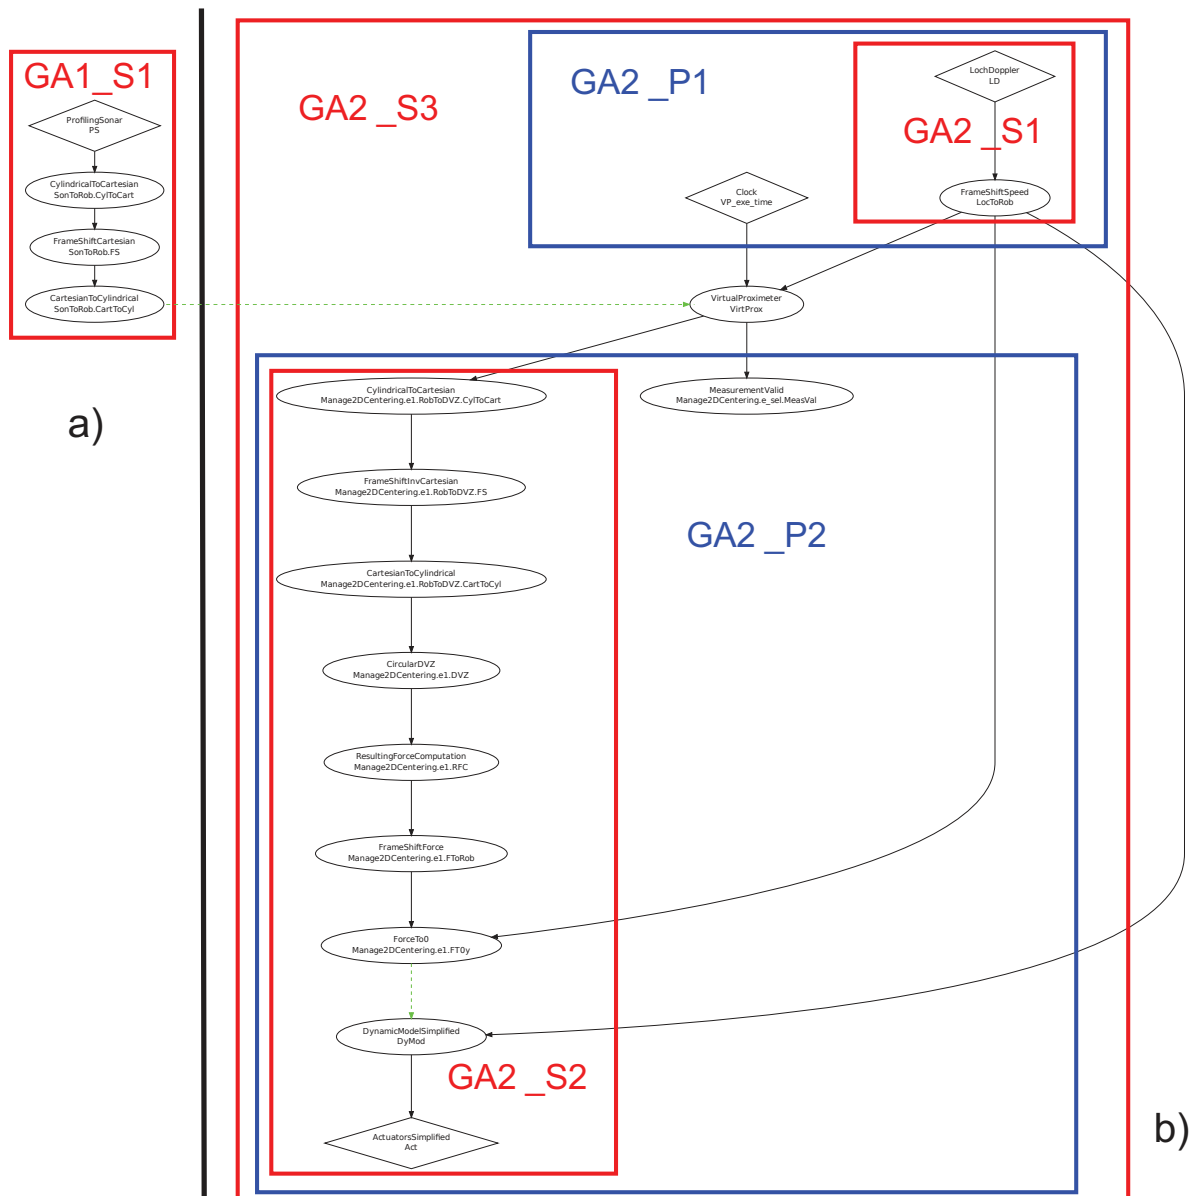 GA1_S1
ProfilingSonar
PS
CylindricalToCartesian
SonToRob.CylToCart
FrameShiftCartesian
SonToRob.FS
CartesianToCylindrical
SonToRob.CartToCyl
a)
GA2 _S3
GA2 _P1
LochDoppler
LD
GA2 _S1
Clock
VP_exe_time
FrameShiftSpeed
LocToRob
VirtualProximeter
VirtProx
CylindricalToCartesian
Manage2DCentering.e1.RobToDVZ.CylToCart
MeasurementValid
Manage2DCentering.e_sel.MeasVal
FrameShiftInvCartesian
Manage2DCentering.e1.RobToDVZ.FS
GA2 _P2
CartesianToCylindrical
Manage2DCentering.e1.RobToDVZ.CartToCyl
CircularDVZ
Manage2DCentering.e1.DVZ
ResultingForceComputation
Manage2DCentering.e1.RFC
FrameShiftForce
Manage2DCentering.e1.FToRob
ForceTo0
Manage2DCentering.e1.FT0y
DynamicModelSimplified
DyMod
GA2 _S2
ActuatorsSimplified
Act
b)